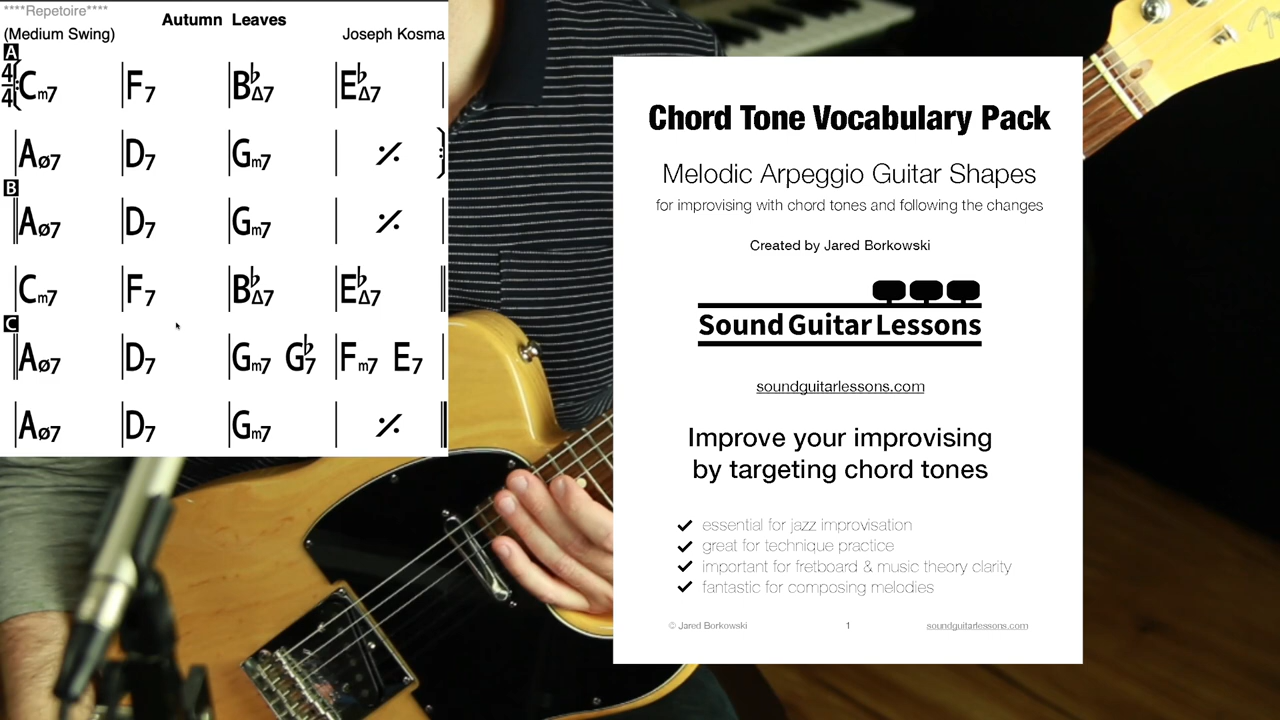 ****Repetoire****
Autumn Leaves
(Medium Swing)
Joseph Kosma
A
4/4 Cm7 F7 B♭Δ7 E♭Δ7
Aø7 D7 Gm7 𝄎
B
Aø7 D7 Gm7 𝄎
Cm7 F7 B♭Δ7 E♭Δ7
C
Aø7 D7 Gm7 G♭7 Fm7 E7
Aø7 D7 Gm7 𝄎
Chord Tone Vocabulary Pack
Melodic Arpeggio Guitar Shapes
for improvising with chord tones and following the changes
Created by Jared Borkowski
Sound Guitar Lessons
soundguitarlessons.com
Improve your improvising
by targeting chord tones
✓ essential for jazz improvisation
✓ great for technique practice
✓ important for fretboard & music theory clarity
✓ fantastic for composing melodies
© Jared Borkowski 1 soundguitarlessons.com